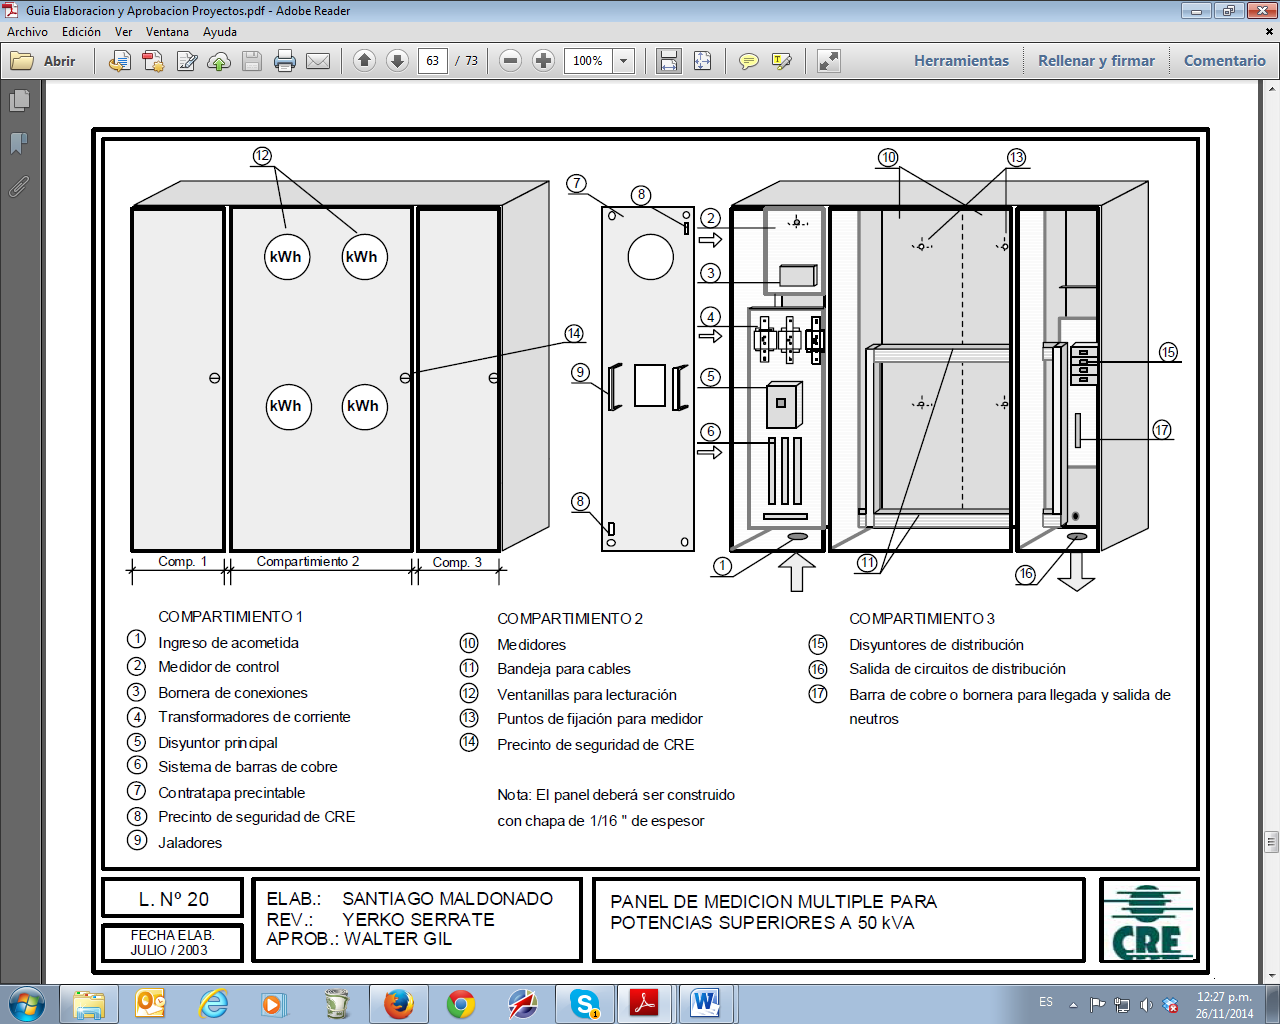 Guia Elaboracion y Aprobacion Proyectos.pdf - Adobe Reader
Archivo Edición Ver Ventana Ayuda
Abrir 63 / 73 100% Herramientas Rellenar y firmar Comentario
12 7 8 10 13
2
kWh kWh
3
4
14 15
9 5
kWh kWh
6 17
8
Comp. 1 Compartimiento 2 Comp. 3
1 11 16
COMPARTIMIENTO 1
1 Ingreso de acometida
2 Medidor de control
3 Bornera de conexiones
4 Transformadores de corriente
5 Disyuntor principal
6 Sistema de barras de cobre
7 Contratapa precintable
8 Precinto de seguridad de CRE
9 Jaladores
COMPARTIMIENTO 2
10 Medidores
11 Bandeja para cables
12 Ventanillas para lecturación
13 Puntos de fijación para medidor
14 Precinto de seguridad de CRE
Nota: El panel deberá ser construido
con chapa de 1/16 " de espesor
COMPARTIMIENTO 3
15 Disyuntores de distribución
16 Salida de circuitos de distribución
17 Barra de cobre o bornera para llegada y salida de
neutros
L. Nº 20
FECHA ELAB.
JULIO / 2003
ELAB.: SANTIAGO MALDONADO
REV.: YERKO SERRATE
APROB.: WALTER GIL
PANEL DE MEDICION MULTIPLE PARA
POTENCIAS SUPERIORES A 50 kVA
CRE
ES
12:27 p.m.
26/11/2014